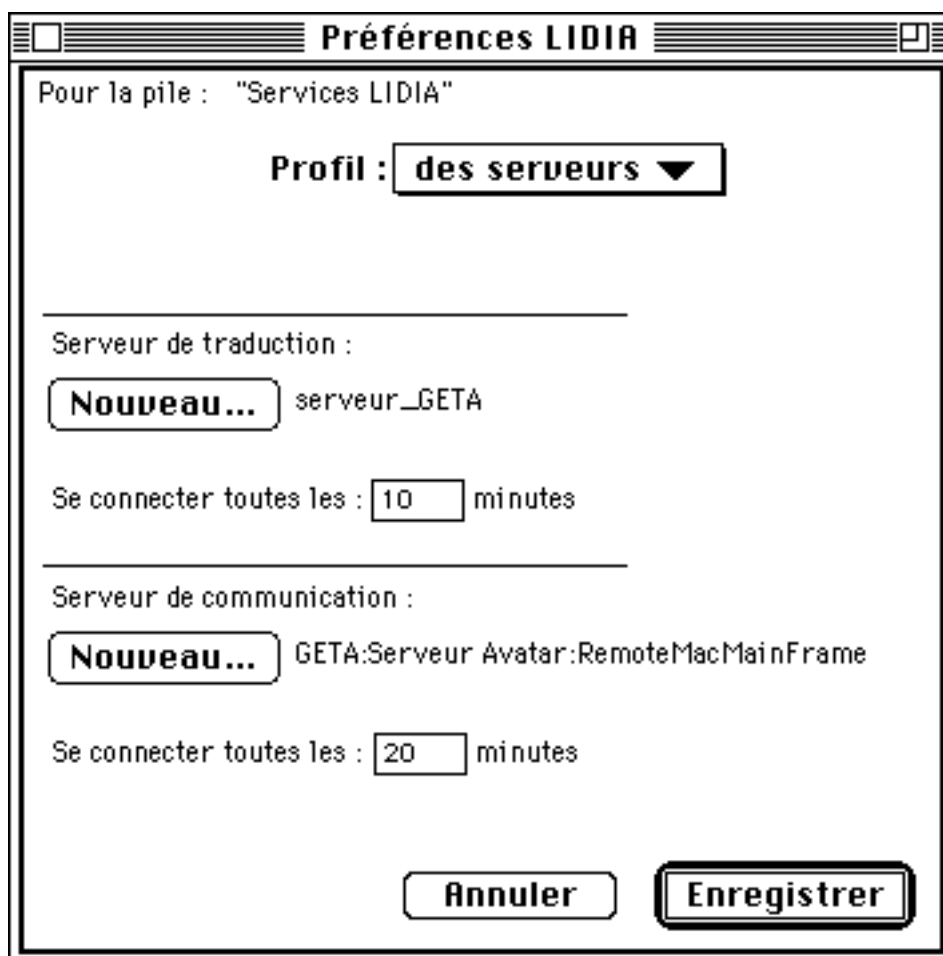 Préférences LIDIA
Pour la pile : "Services LIDIA"
Profil : des serveurs
Serveur de traduction :
Nouveau... serveur_GETA
Se connecter toutes les : 10 minutes
Serveur de communication :
Nouveau... GETA:Serveur Avatar:RemoteMacMainFrame
Se connecter toutes les : 20 minutes
Annuler Enregistrer